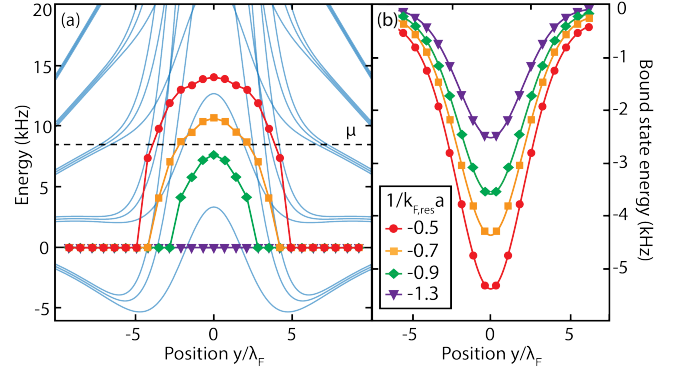 (a)
(b)
20
15
10
5
0
-5
Energy (kHz)
μ
-5
0
5
Position y/λF
0
-1
-2
-3
-4
-5
Bound state energy (kHz)
1/kF,res a
-0.5
-0.7
-0.9
-1.3
-5
0
5
Position y/λF